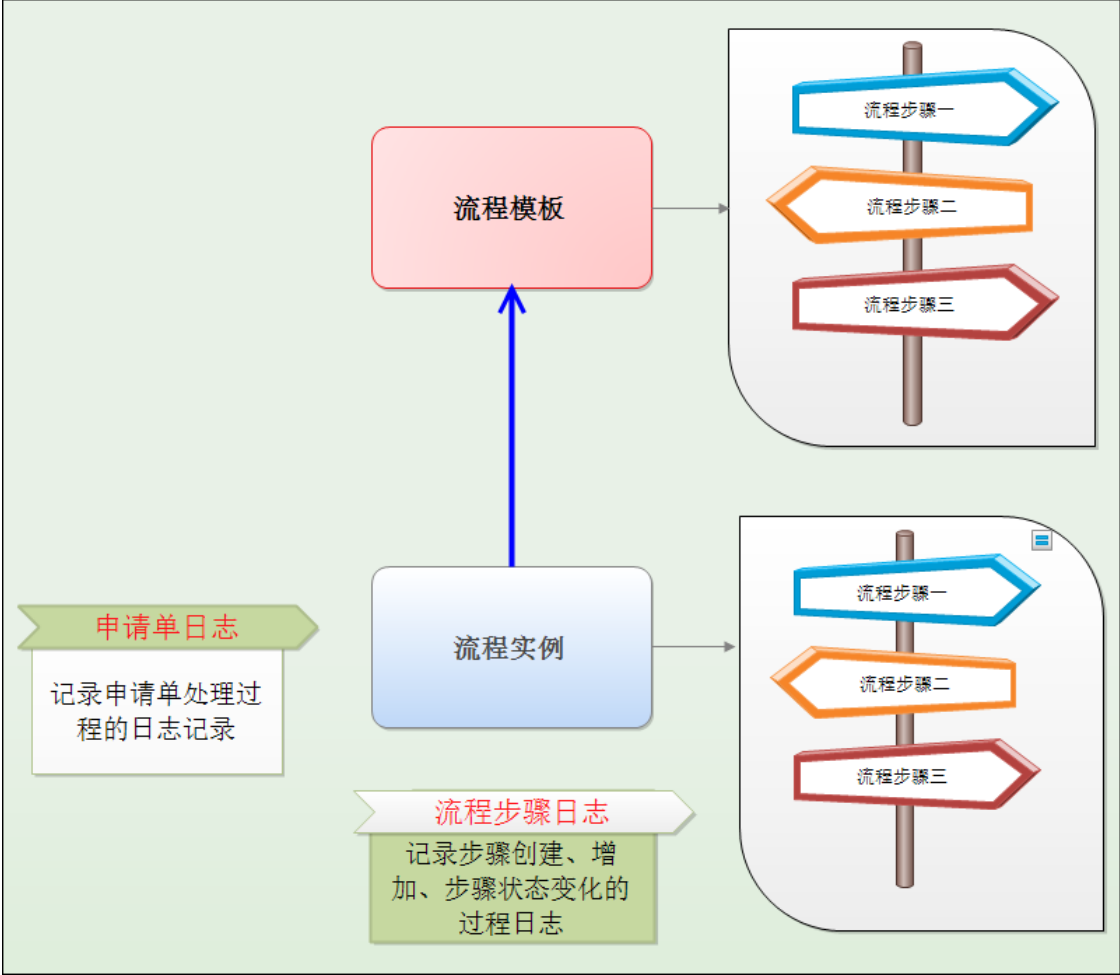 流程步骤一
流程模板
流程步骤二
流程步骤三
流程步骤一
申请单日志
流程实例
记录申请单处理过
程的日志记录
流程步骤二
流程步骤三
流程步骤日志
记录步骤创建、增
加、步骤状态变化的
过程日志